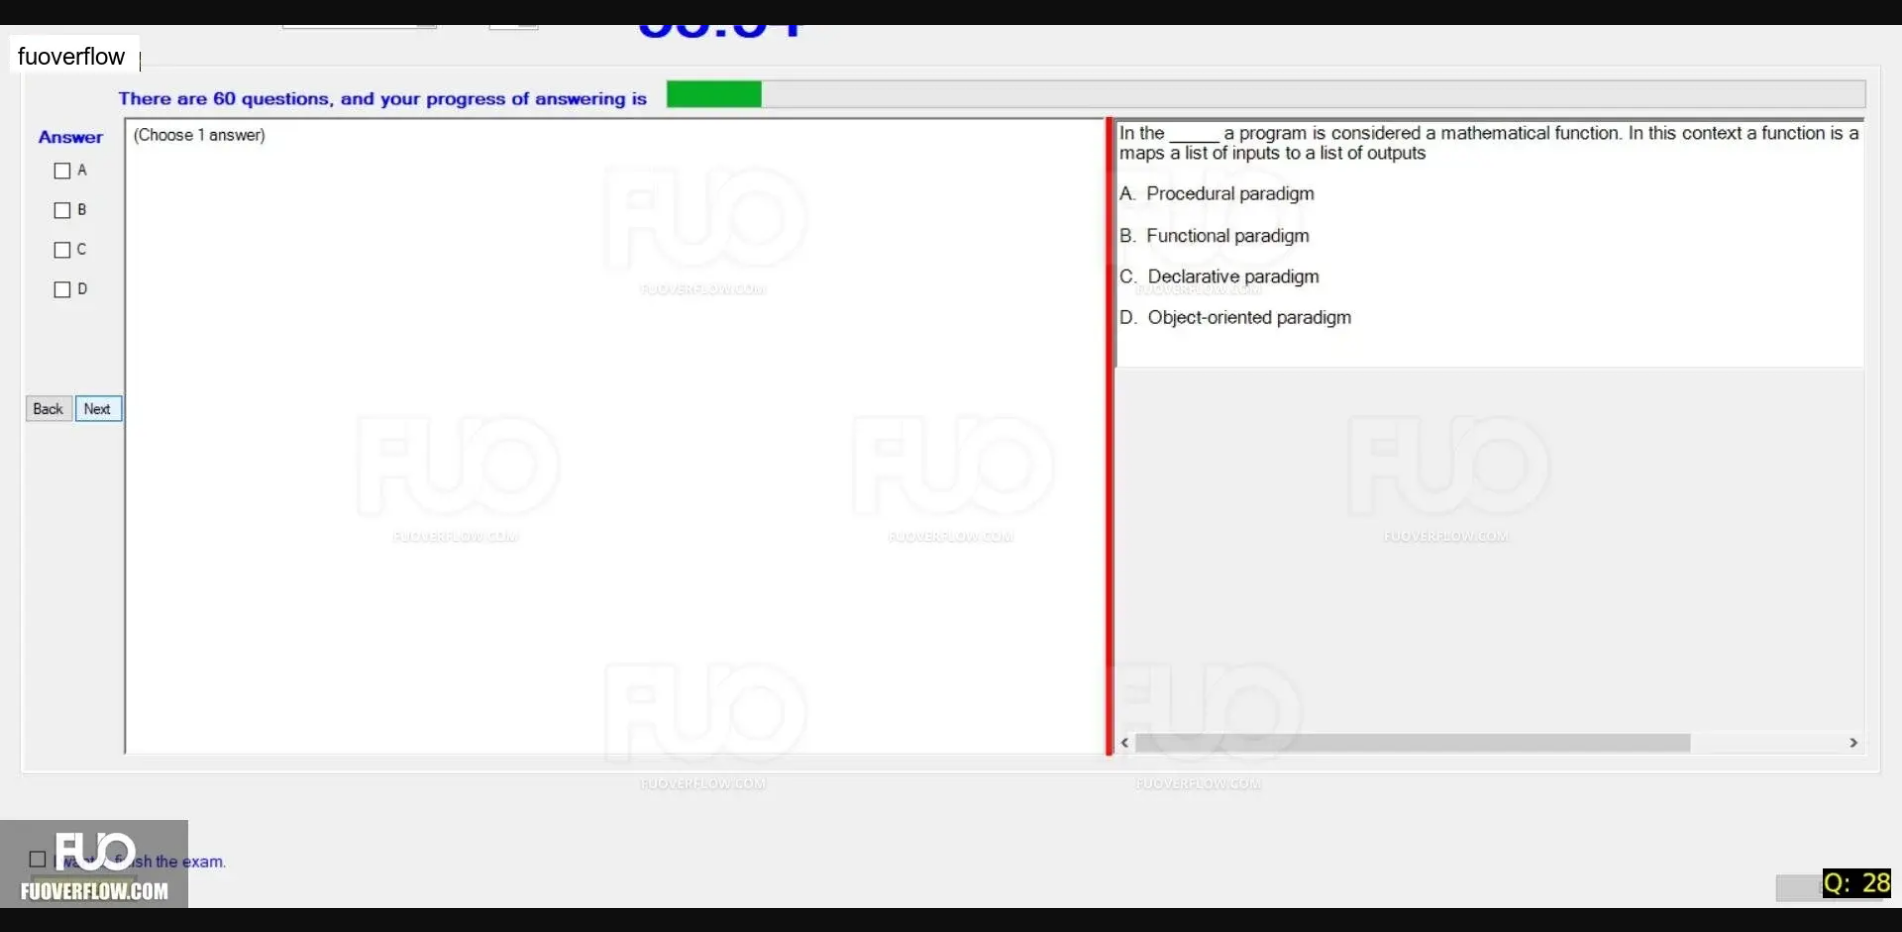 fuoverflow
There are 60 questions, and your progress of answering is
Answer
A
B
C
D
Back Next
(Choose 1 answer)
In the _____ a program is considered a mathematical function. In this context a function is a
maps a list of inputs to a list of outputs
A. Procedural paradigm
B. Functional paradigm
C. Declarative paradigm
D. Object-oriented paradigm
FUO
FUOVERFLOW.COM
FUO
FUOVERFLOW.COM
FUO
FUOVERFLOW.COM
FUO
FUOVERFLOW.COM
FUO
FUOVERFLOW.COM
FUO
FUOVERFLOW.COM
FUO
FUOVERFLOW.COM
the exam.
FUO
FUOVERFLOW.COM
Q: 28